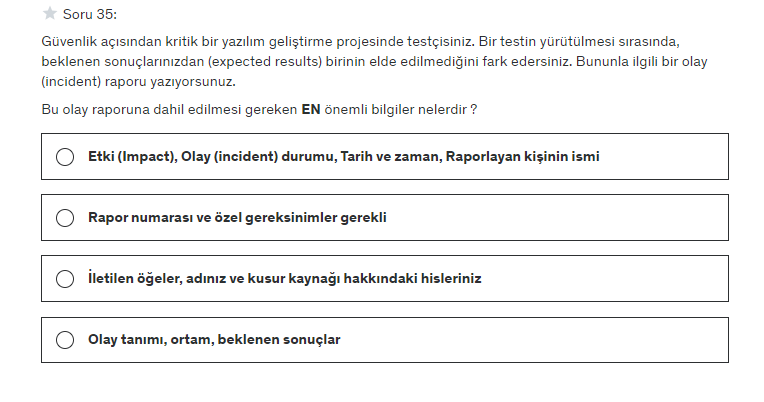 Soru 35:
Güvenlik açısından kritik bir yazılım geliştirme projesinde testçisiniz. Bir testin yürütülmesi sırasında,
beklenen sonuçlarınızdan (expected results) birinin elde edilmediğini fark edersiniz. Bununla ilgili bir olay
(incident) raporu yazıyorsunuz.
Bu olay raporuna dahil edilmesi gereken EN önemli bilgiler nelerdir ?
Etki (Impact), Olay (incident) durumu, Tarih ve zaman, Raporlayan kişinin ismi
Rapor numarası ve özel gereksinimler gerekli
İletilen öğeler, adınız ve kusur kaynağı hakkındaki hisleriniz
Olay tanımı, ortam, beklenen sonuçlar